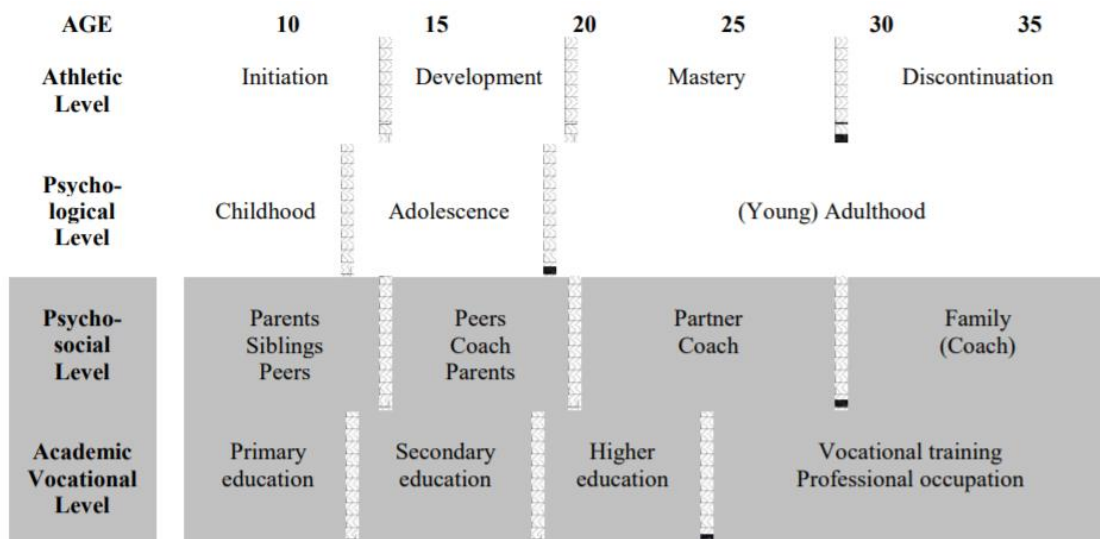 AGE 10 15 20 25 30 35
Athletic Level Initiation Development Mastery Discontinuation
Psycho-
logical
Level
Childhood Adolescence (Young) Adulthood
Psycho-
social
Level
Parents
Siblings
Peers
Peers
Coach
Parents
Partner
Coach
Family
(Coach)
Academic
Vocational
Level
Primary
education
Secondary
education
Higher
education
Vocational training
Professional occupation